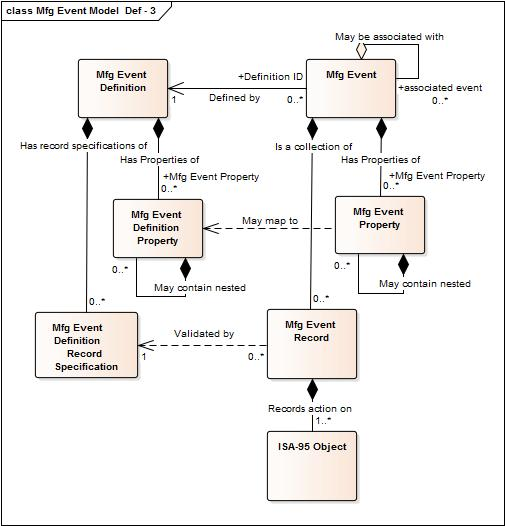 class Mfg Event Model Def - 3
May be associated with
Mfg Event
Definition
+Definition ID
Mfg Event
1
Defined by
0..*
+associated event
0..*
Has record specifications of
Is a collection of
Has Properties of
Has Properties of
+Mfg Event Property
0..*
+Mfg Event Property
0..*
Mfg Event
Definition
Property
May map to
Mfg Event
Property
0..*
0..*
May contain nested
May contain nested
0..*
0..*
Mfg Event
Definition
Record
Specification
Validated by
1
0..*
Mfg Event
Record
Records action on
1..*
ISA-95 Object